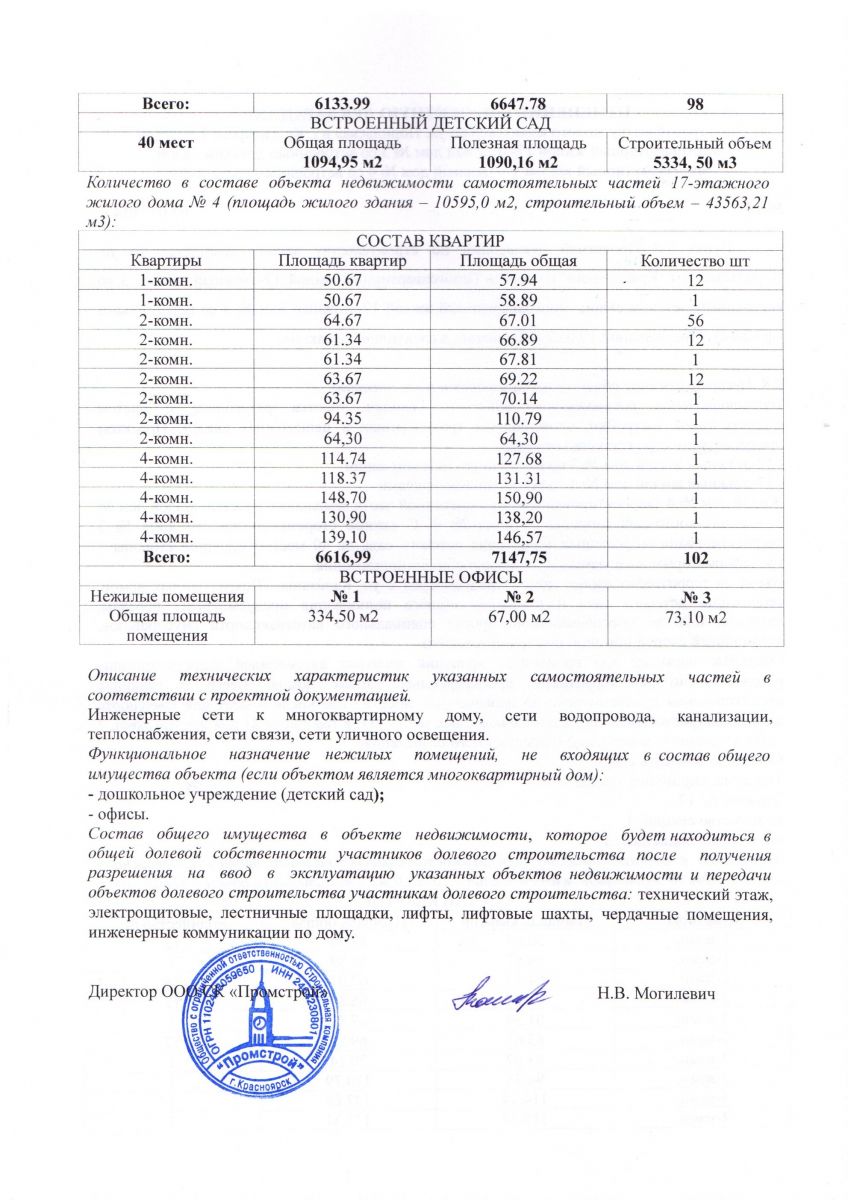 Всего: 6133.99 6647.78 98
ВСТРОЕННЫЙ ДЕТСКИЙ САД
40 мест Общая площадь Полезная площадь Строительный объем
1094,95 м2 1090,16 м2 5334, 50 м3
Количество в составе объекта недвижимости самостоятельных частей 17-этажного
жилого дома № 4 (площадь жилого здания – 10595,0 м2, строительный объем – 43563,21
м3):
СОСТАВ КВАРТИР
Квартиры Площадь квартир Площадь общая Количество шт
1-комн. 50.67 57.94 12
1-комн. 50.67 58.89 1
2-комн. 64.67 67.01 56
2-комн. 61.34 66.89 12
2-комн. 61.34 67.81 1
2-комн. 63.67 69.22 12
2-комн. 63.67 70.14 1
2-комн. 94.35 110.79 1
2-комн. 64,30 64,30 1
4-комн. 114.74 127.68 1
4-комн. 118.37 131.31 1
4-комн. 148,70 150,90 1
4-комн. 130,90 138,20 1
4-комн. 139,10 146,57 1
Всего: 6616,99 7147,75 102
ВСТРОЕННЫЕ ОФИСЫ
Нежилые помещения № 1 № 2 № 3
Общая площадь 334,50 м2 67,00 м2 73,10 м2
помещения
Описание технических характеристик указанных самостоятельных частей в
соответствии с проектной документацией.
Инженерные сети к многоквартирному дому, сети водопровода, канализации,
теплоснабжения, сети связи, сети уличного освещения.
Функциональное назначение нежилых помещений, не входящих в состав общего
имущества объекта (если объектом является многоквартирный дом):
- дошкольное учреждение (детский сад);
- офисы.
Состав общего имущества в объекте недвижимости, которое будет находиться в
общей долевой собственности участников долевого строительства после получения
разрешения на ввод в эксплуатацию указанных объектов недвижимости и передачи
объектов долевого строительства участникам долевого строительства: технический этаж,
электрощитовые, лестничные площадки, лифты, лифтовые шахты, чердачные помещения,
инженерные коммуникации по дому.
Директор ООО СК «Промстрой» Н.В. Могилевич
Общество с ограниченной ответственностью Строительная компания
"Промстрой"
г.Красноярск